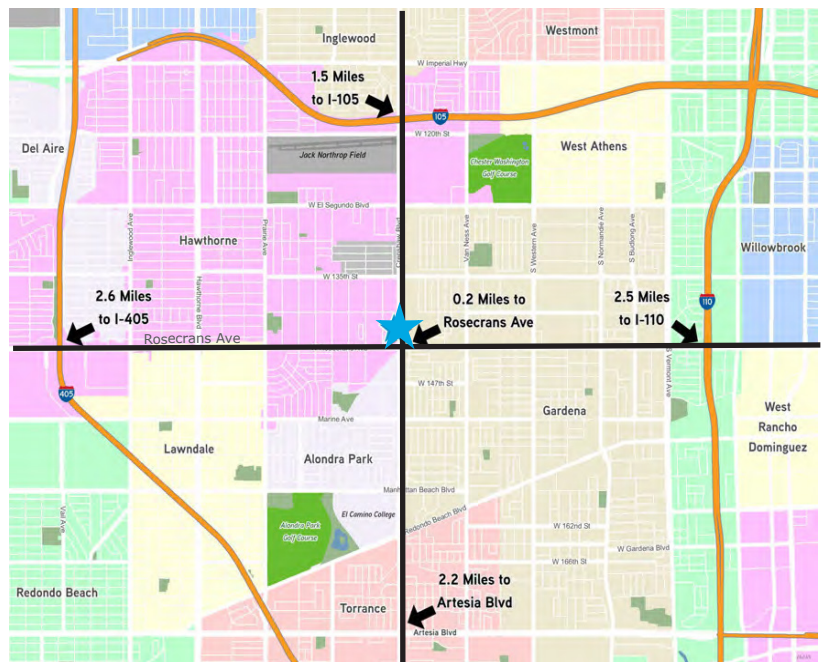 Inglewood
Westmont
W Imperial Hwy
1.5 Miles
to I-105
105
W 120th St
Del Aire
Jack Northrop Field
Chester Washington
Golf Course
West Athens
W El Segundo Blvd
Inglewood Ave
Prairie Ave
Hawthorne
Van Ness Ave
S Western Ave
S Normandie Ave
S Budlong Ave
Willowbrook
W 135th St
Hawthorne Blvd
2.6 Miles
to I-405
0.2 Miles to
Rosecrans Ave
2.5 Miles
to I-110
110
Rosecrans Ave
S Vermont Ave
405
W 147th St
Marine Ave
Gardena
West
Rancho
Dominguez
Lawndale
Alondra Park
Manhattan Beach Blvd
Redondo Beach Blvd
Vail Ave
Alondra Park
Golf Course
El Camino College
W 162nd St
W Gardena Blvd
W 166th St
Redondo Beach
Torrance
2.2 Miles to
Artesia Blvd
Artesia Blvd